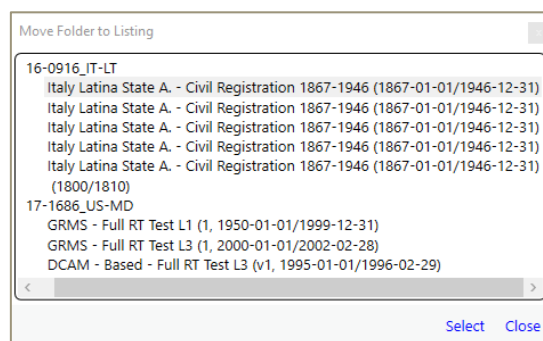 Move Folder to Listing
16-0916_IT-LT
Italy Latina State A. - Civil Registration 1867-1946 (1867-01-01/1946-12-31)
Italy Latina State A. - Civil Registration 1867-1946 (1867-01-01/1946-12-31)
Italy Latina State A. - Civil Registration 1867-1946 (1867-01-01/1946-12-31)
Italy Latina State A. - Civil Registration 1867-1946 (1867-01-01/1946-12-31)
Italy Latina State A. - Civil Registration 1867-1946 (1867-01-01/1946-12-31)
(1800/1810)
17-1686_US-MD
GRMS - Full RT Test L1 (1, 1950-01-01/1999-12-31)
GRMS - Full RT Test L3 (1, 2000-01-01/2002-02-28)
DCAM - Based - Full RT Test L3 (v1, 1995-01-01/1996-02-29)
Select Close